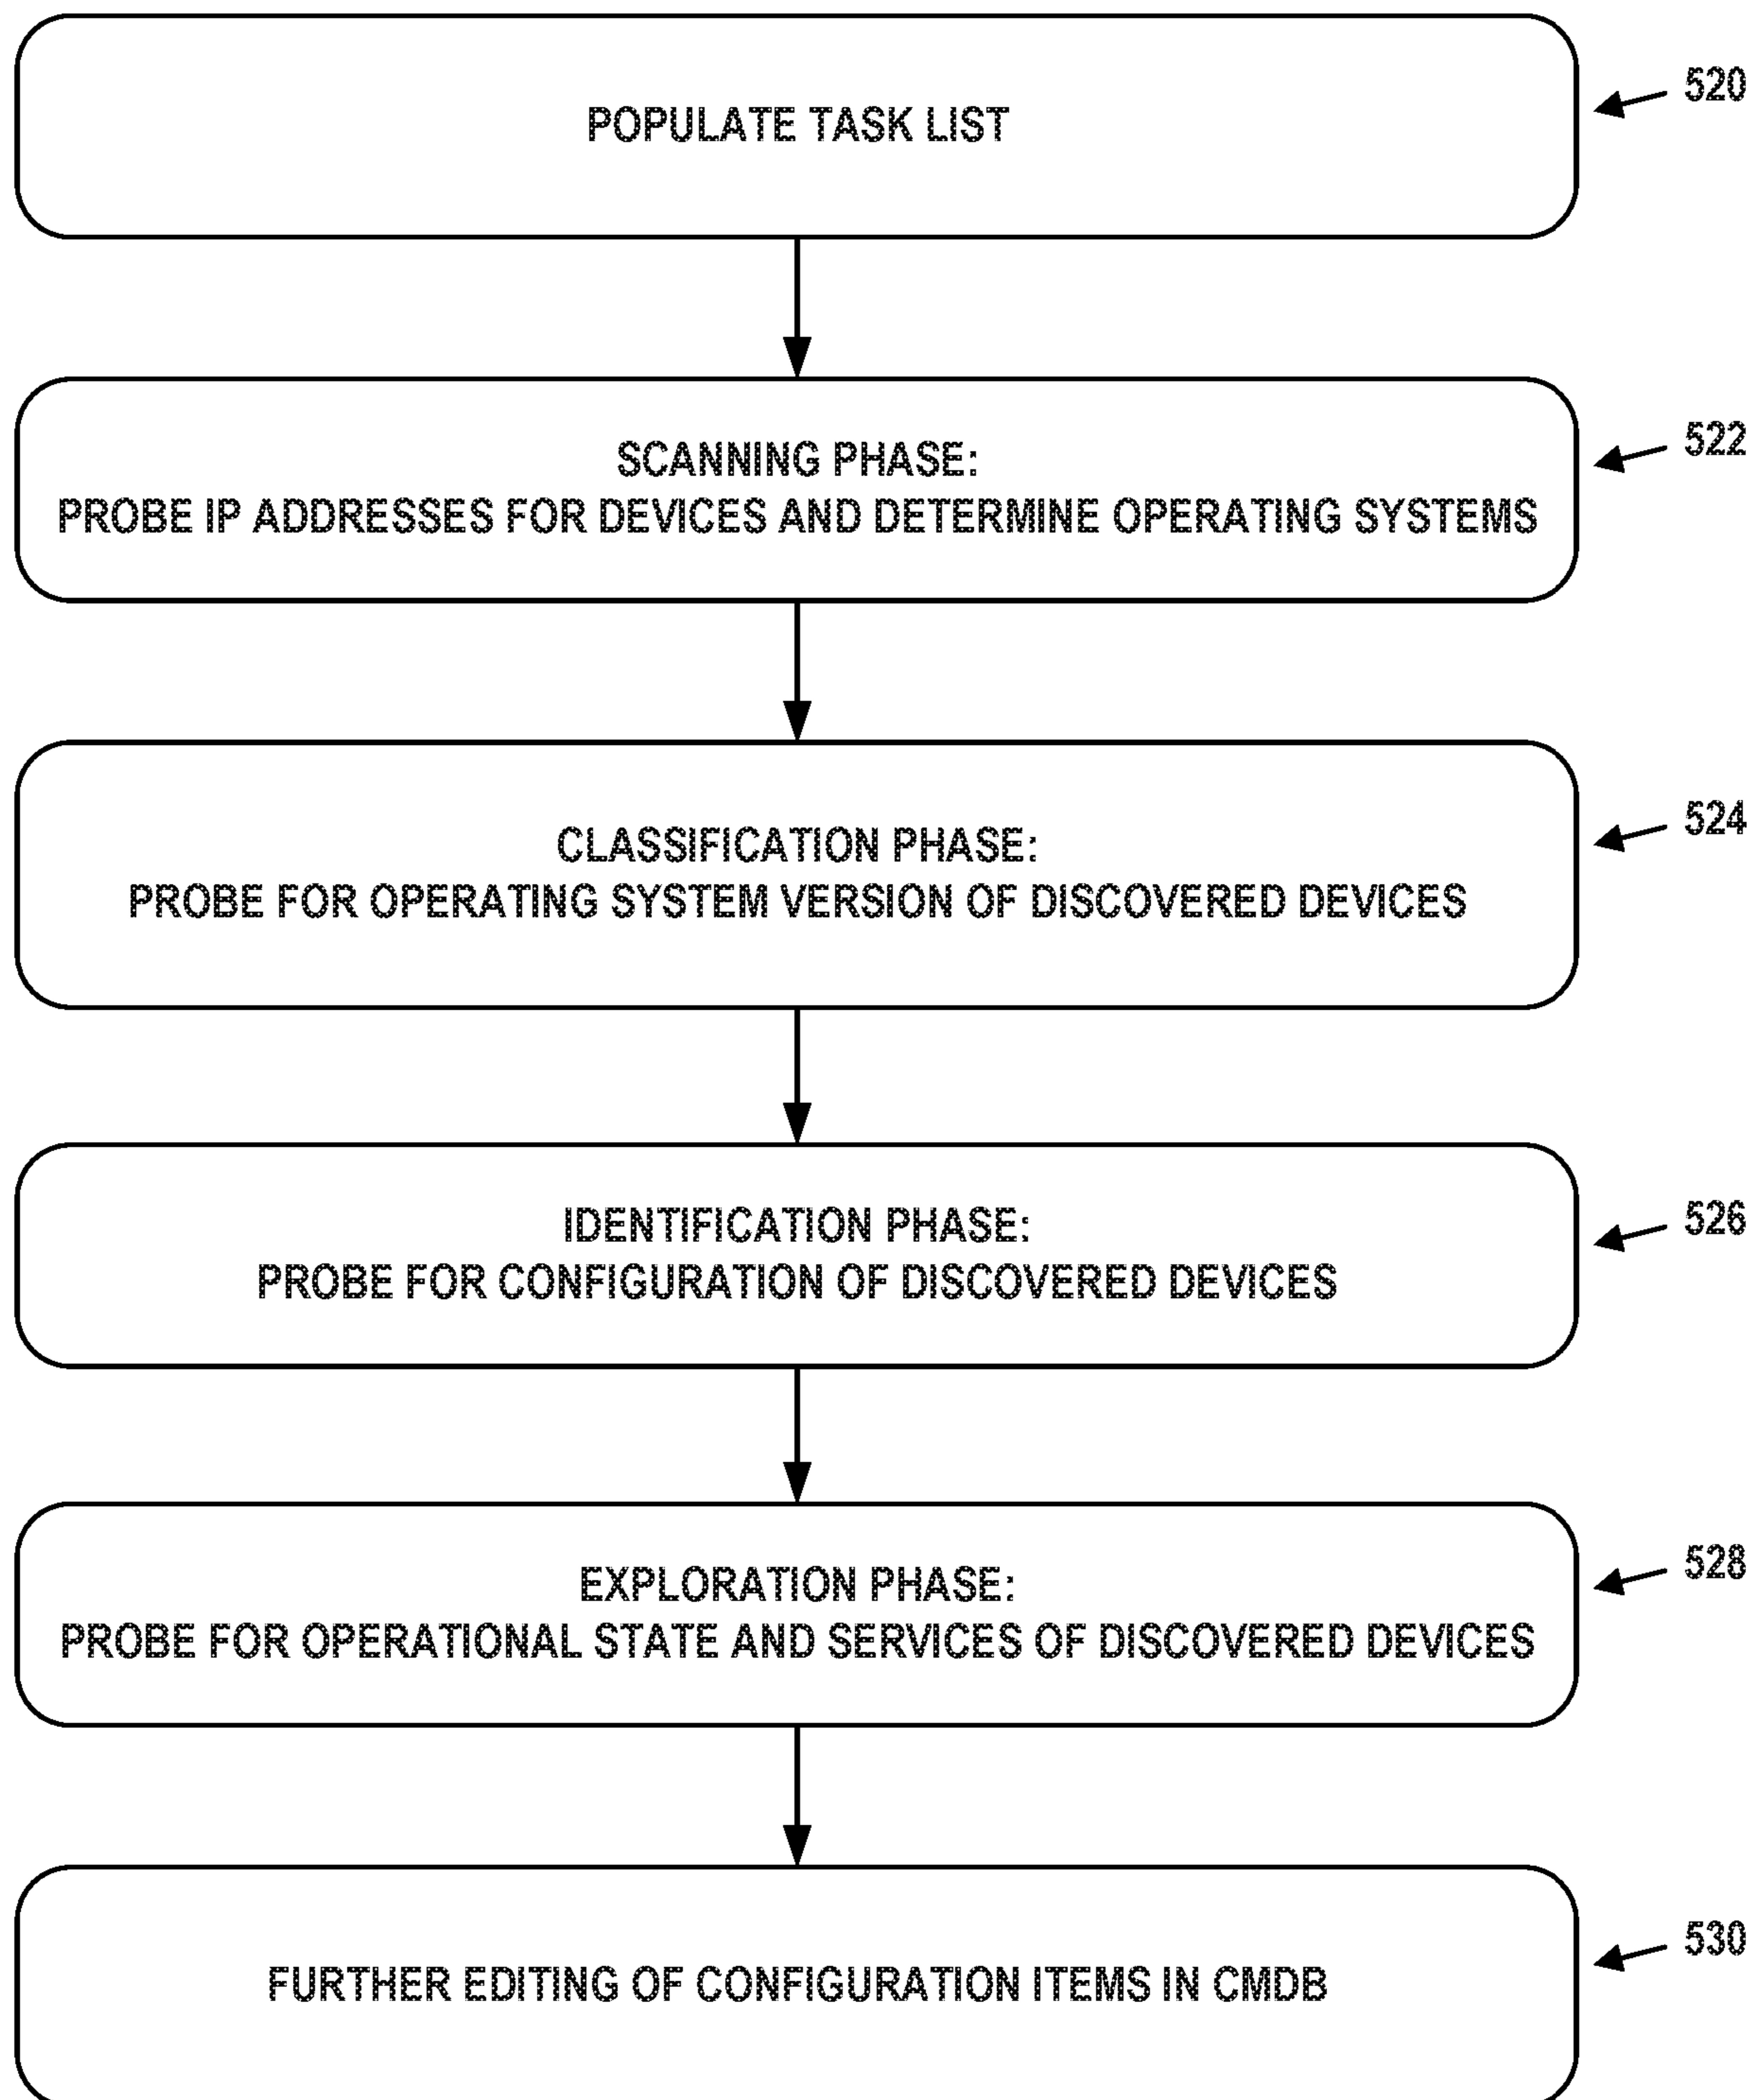 POPULATE TASK LIST
520
SCANNING PHASE:
PROBE IP ADDRESSES FOR DEVICES AND DETERMINE OPERATING SYSTEMS
522
CLASSIFICATION PHASE:
PROBE FOR OPERATING SYSTEM VERSION OF DISCOVERED DEVICES
524
IDENTIFICATION PHASE:
PROBE FOR CONFIGURATION OF DISCOVERED DEVICES
526
EXPLORATION PHASE:
PROBE FOR OPERATIONAL STATE AND SERVICES OF DISCOVERED DEVICES
528
FURTHER EDITING OF CONFIGURATION ITEMS IN CMDB
530